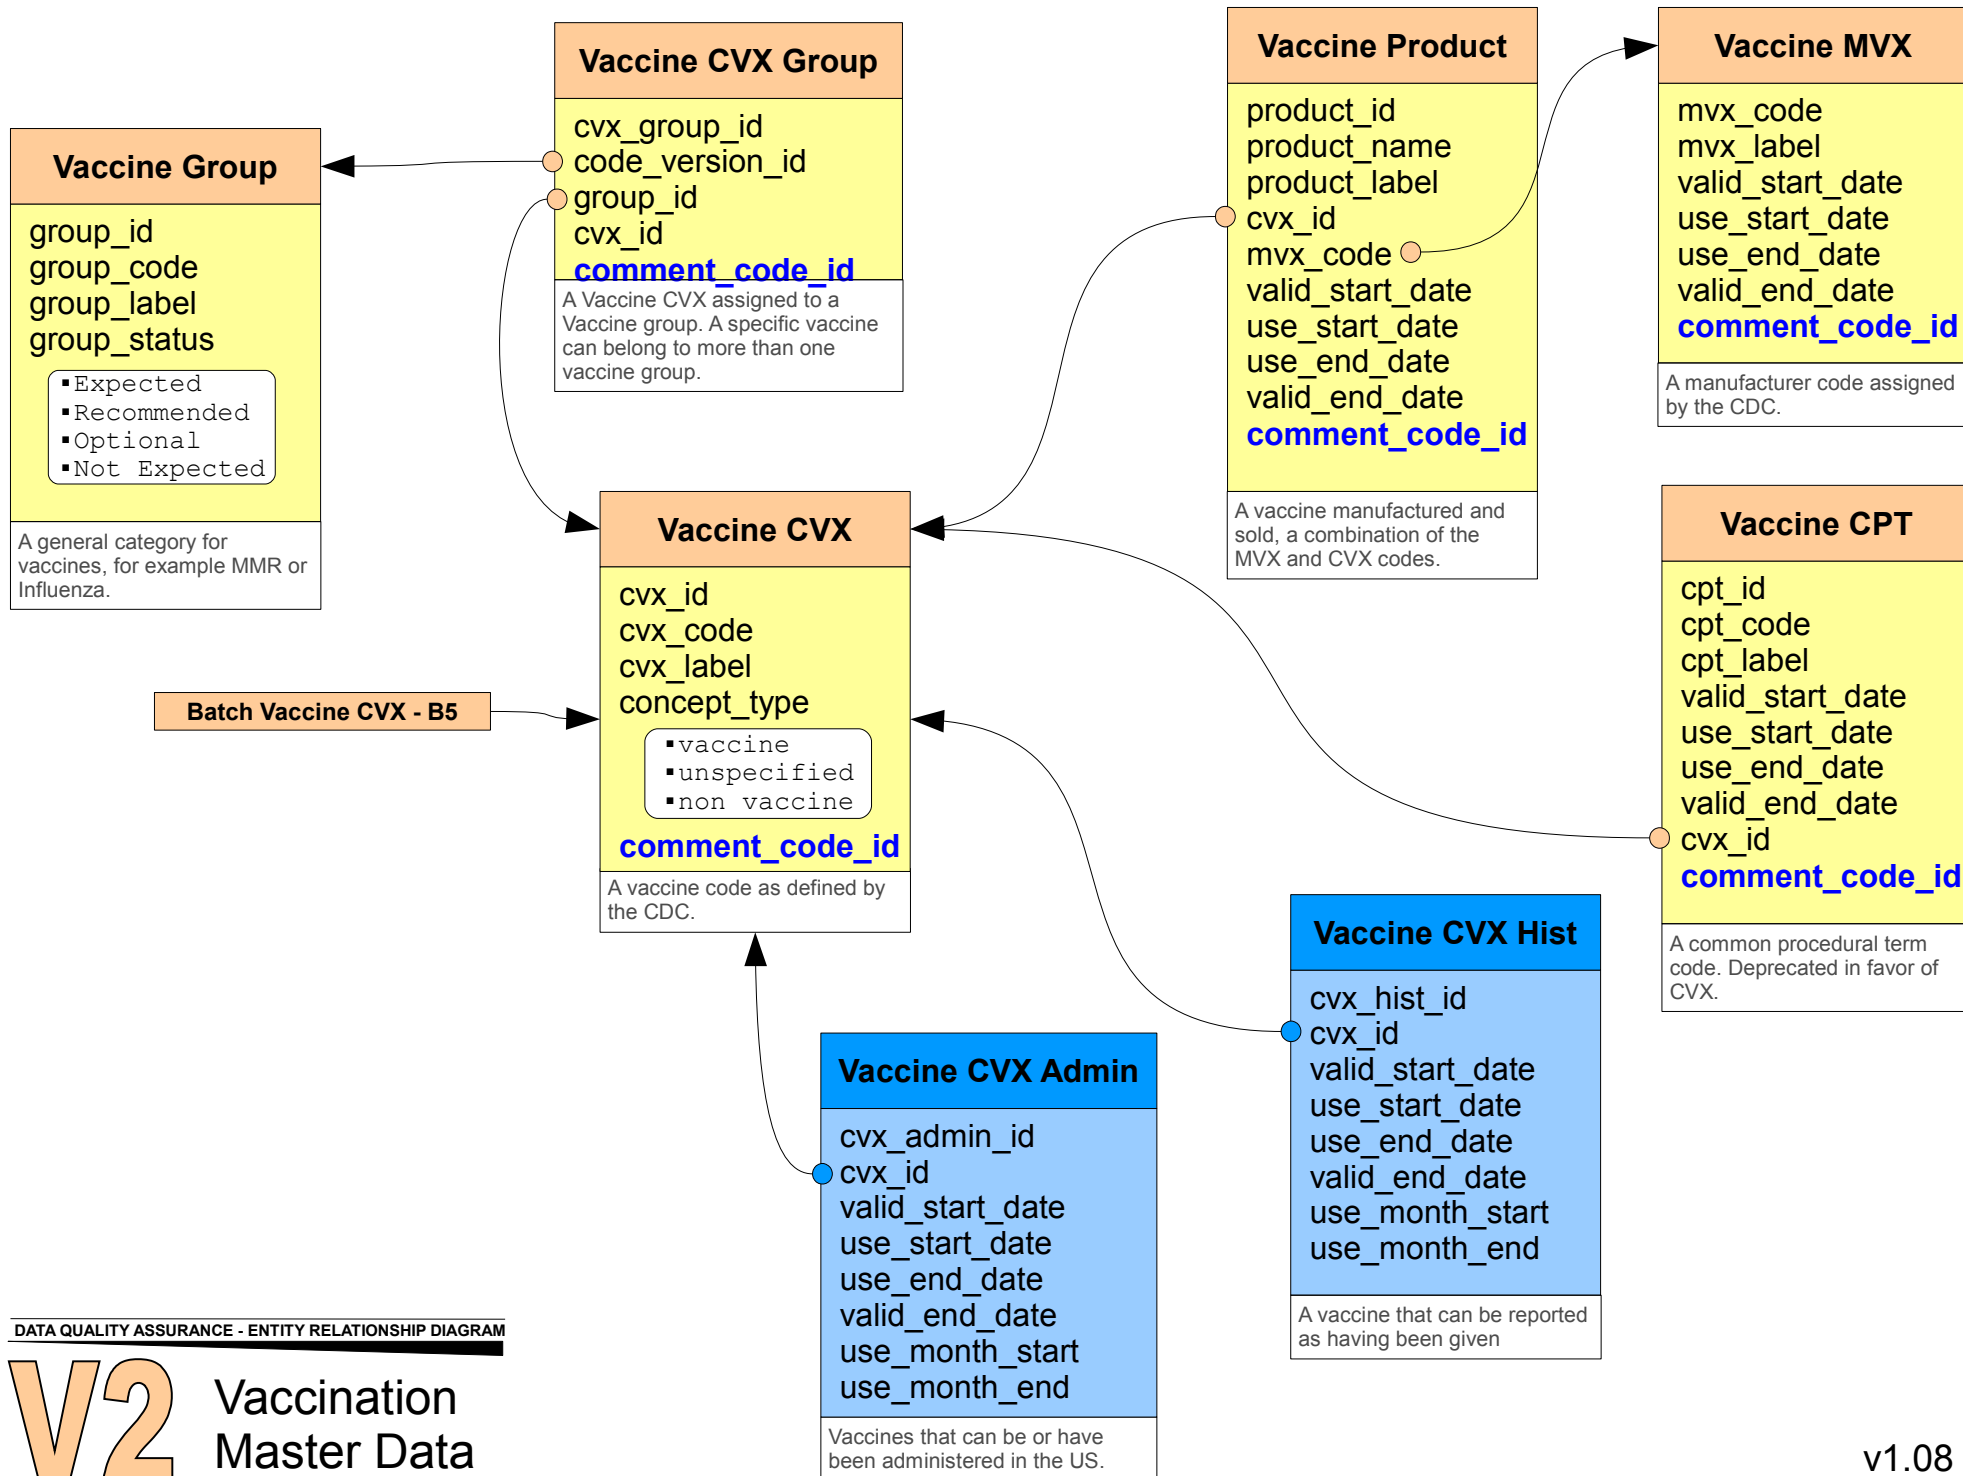 Vaccine Group
group_id
group_code
group_label
group_status
▪Expected
▪Recommended
▪Optional
▪Not Expected
A general category for
vaccines, for example MMR or
Influenza.
Vaccine CVX Group
cvx_group_id
code_version_id
group_id
cvx_id
comment_code_id
A Vaccine CVX assigned to a
Vaccine group. A specific vaccine
can belong to more than one
vaccine group.
Vaccine Product
product_id
product_name
product_label
cvx_id
mvx_code
valid_start_date
use_start_date
use_end_date
valid_end_date
comment_code_id
A vaccine manufactured and
sold, a combination of the
MVX and CVX codes.
Vaccine MVX
mvx_code
mvx_label
valid_start_date
use_start_date
use_end_date
valid_end_date
comment_code_id
A manufacturer code assigned
by the CDC.
Vaccine CVX
cvx_id
cvx_code
cvx_label
concept_type
▪vaccine
▪unspecified
▪non vaccine
comment_code_id
A vaccine code as defined by
the CDC.
Batch Vaccine CVX - B5
Vaccine CPT
cpt_id
cpt_code
cpt_label
valid_start_date
use_start_date
use_end_date
valid_end_date
cvx_id
comment_code_id
A common procedural term
code. Deprecated in favor of
CVX.
Vaccine CVX Hist
cvx_hist_id
cvx_id
valid_start_date
use_start_date
use_end_date
valid_end_date
use_month_start
use_month_end
A vaccine that can be reported
as having been given
Vaccine CVX Admin
cvx_admin_id
cvx_id
valid_start_date
use_start_date
use_end_date
valid_end_date
use_month_start
use_month_end
Vaccines that can be or have
been administered in the US.
DATA QUALITY ASSURANCE - ENTITY RELATIONSHIP DIAGRAM
V2
Vaccination
Master Data
v1.08